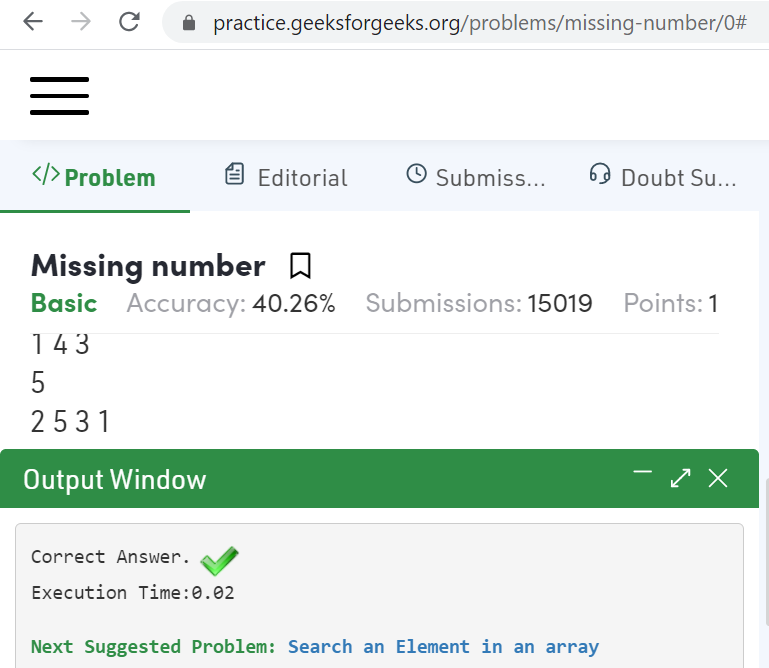 practice.geeksforgeeks.org/problems/missing-number/0#
</> Problem Editorial Submiss... Doubt Su...
Missing number
Basic Accuracy: 40.26% Submissions: 15019 Points: 1
1 4 3
5
2 5 3 1
Output Window
Correct Answer.
Execution Time:0.02
Next Suggested Problem: Search an Element in an array